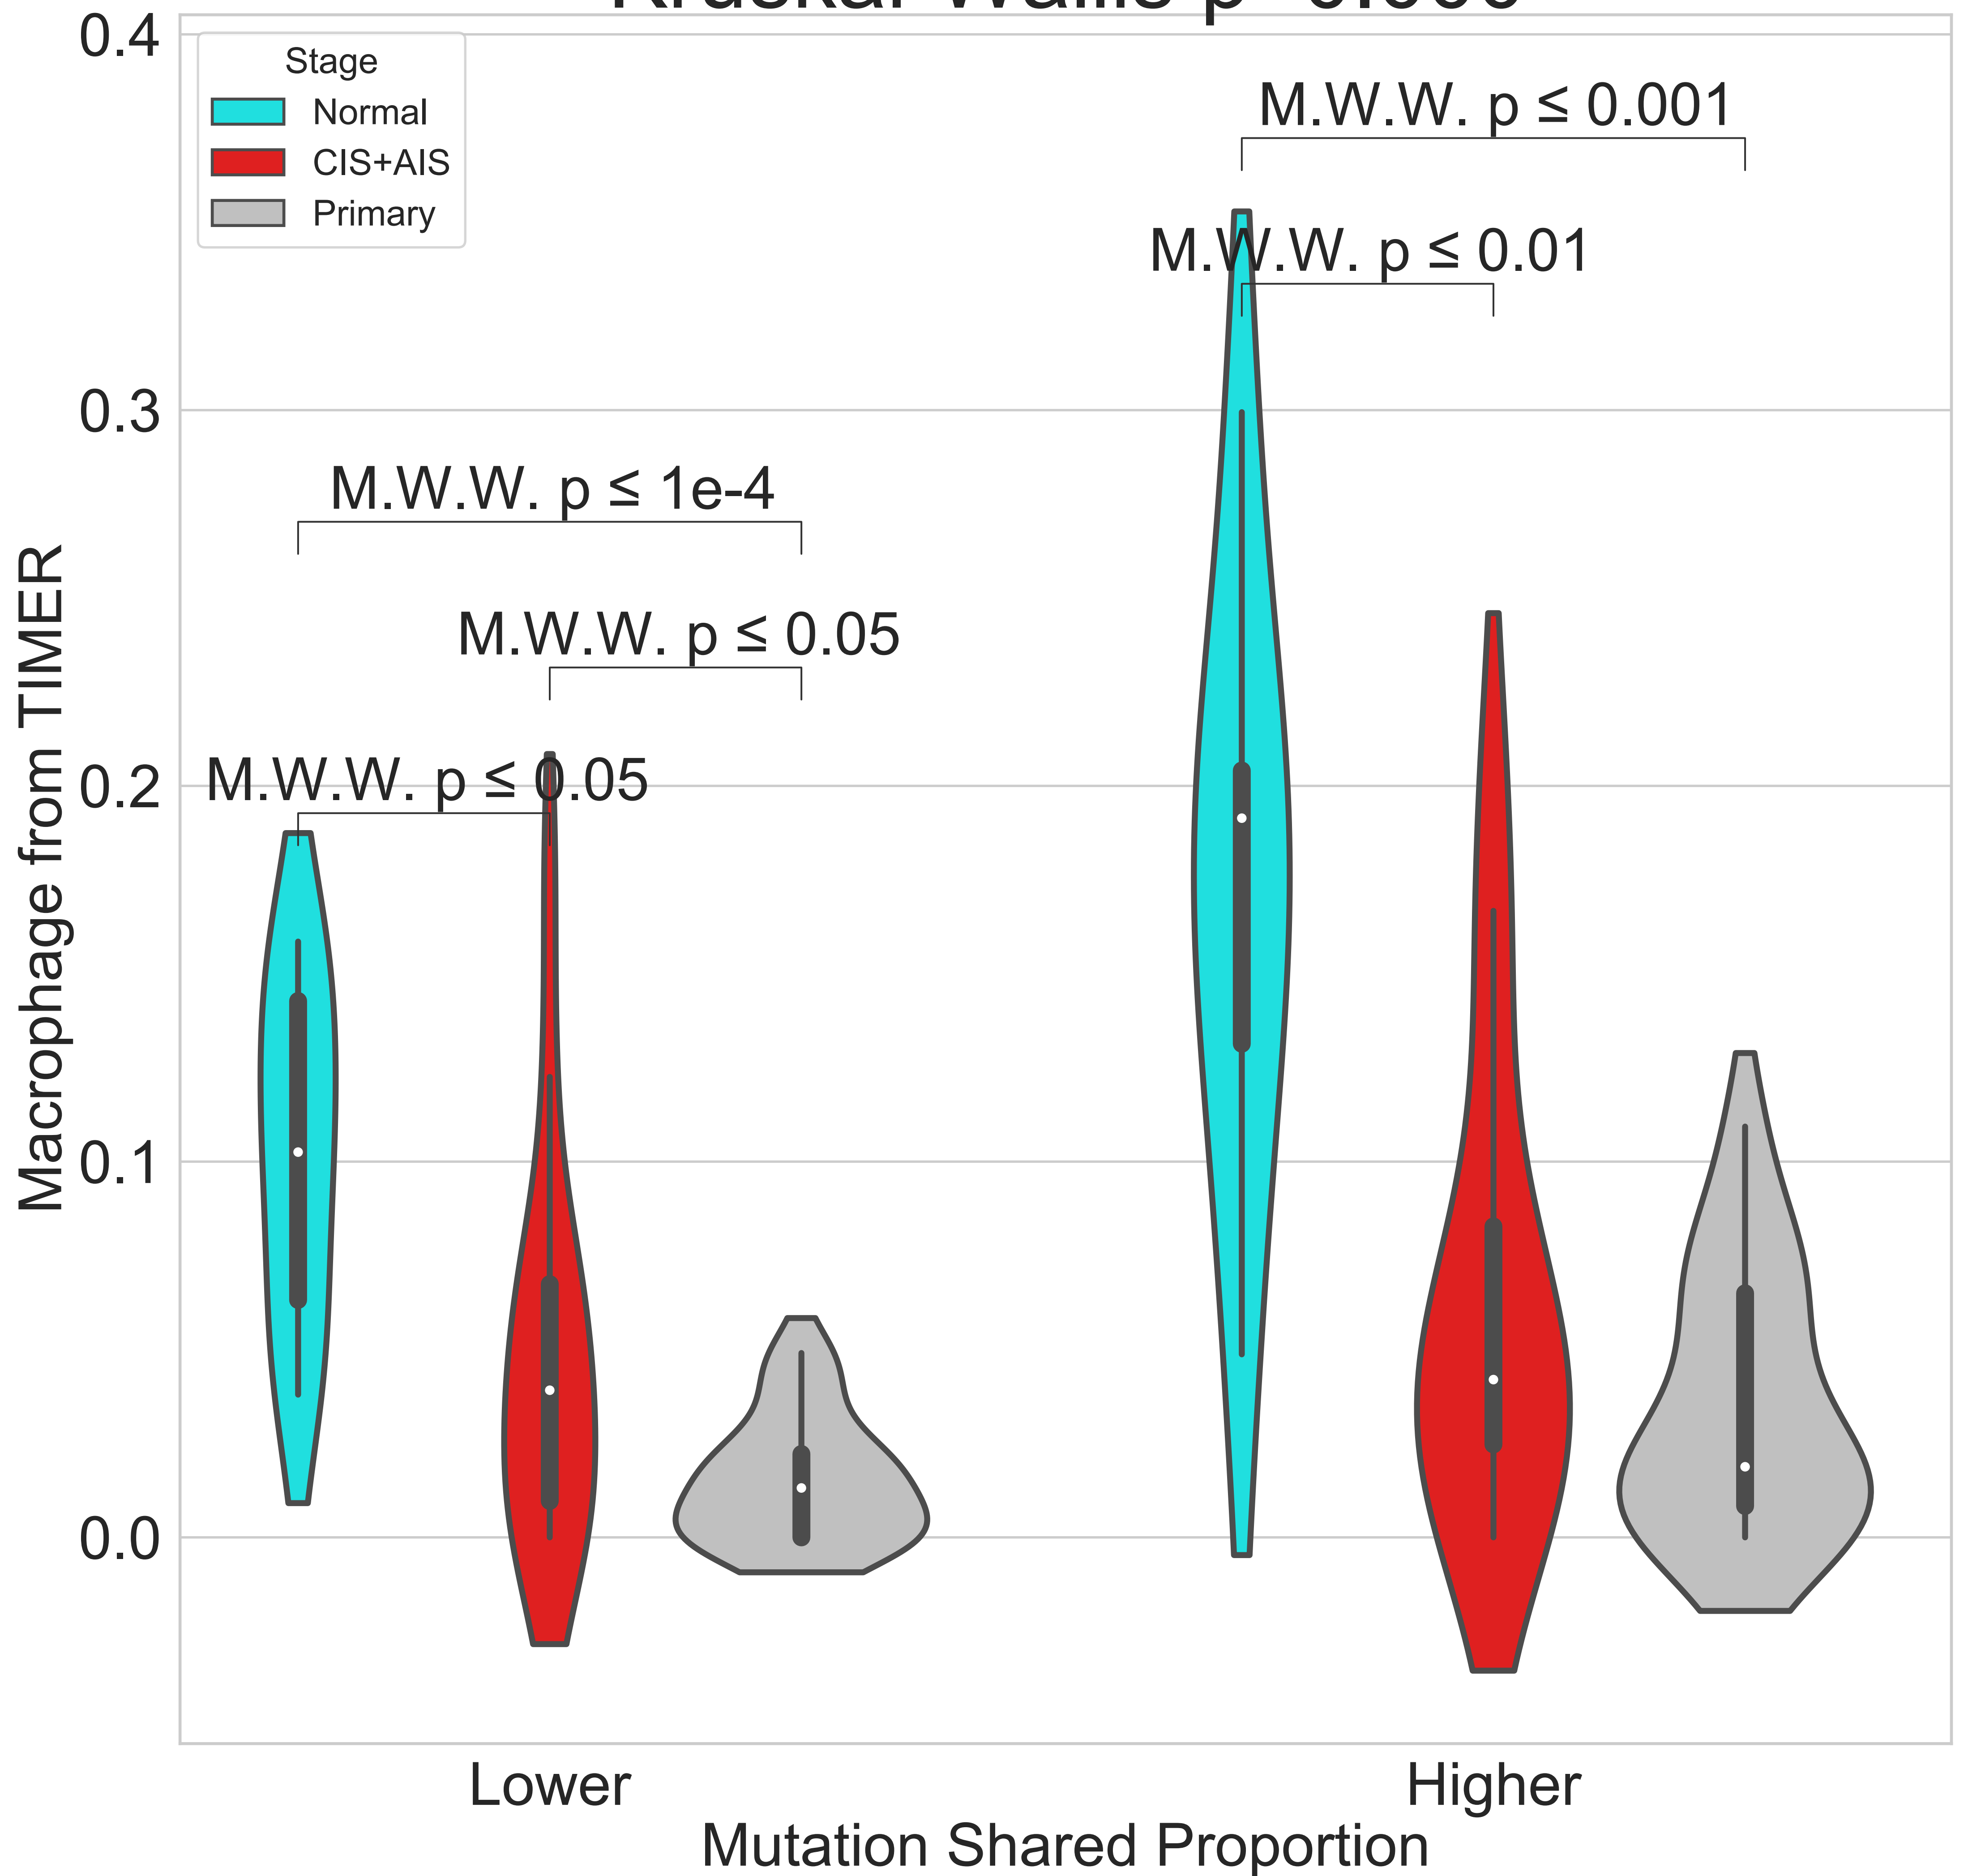 0.4
0.3
0.2
0.1
0.0
Macrophage from TIMER
Stage
Normal
CIS+AIS
Primary
M.W.W. p ≤ 0.001
M.W.W. p ≤ 0.01
M.W.W. p ≤ 1e-4
M.W.W. p ≤ 0.05
M.W.W. p ≤ 0.05
Lower
Higher
Mutation Shared Proportion